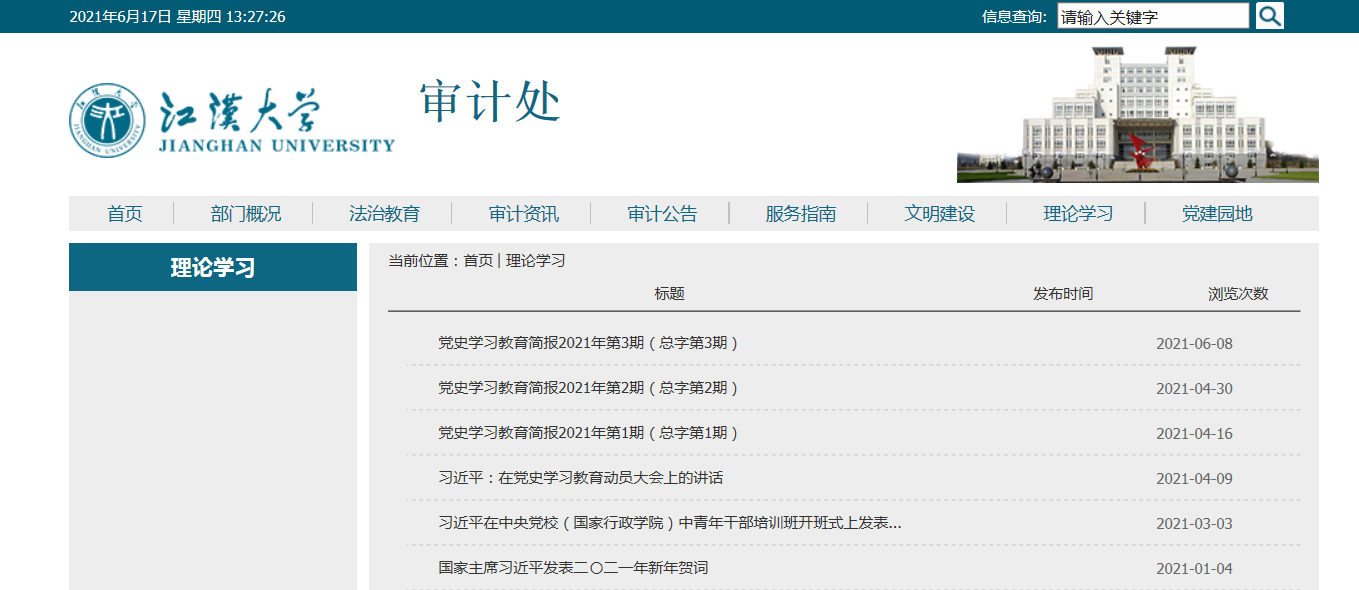 2021年6月17日 星期四 13:27:26
信息查询:
请输入关键字
江汉大学
JIANGHAN UNIVERSITY
审计处
首页
部门概况
法治教育
审计资讯
审计公告
服务指南
文明建设
理论学习
党建园地
理论学习
当前位置：首页 | 理论学习
标题 发布时间 浏览次数
党史学习教育简报2021年第3期（总字第3期） 2021-06-08
党史学习教育简报2021年第2期（总字第2期） 2021-04-30
党史学习教育简报2021年第1期（总字第1期） 2021-04-16
习近平：在党史学习教育动员大会上的讲话 2021-04-09
习近平在中央党校（国家行政学院）中青年干部培训班开班式上发表... 2021-03-03
国家主席习近平发表二〇二一年新年贺词 2021-01-04